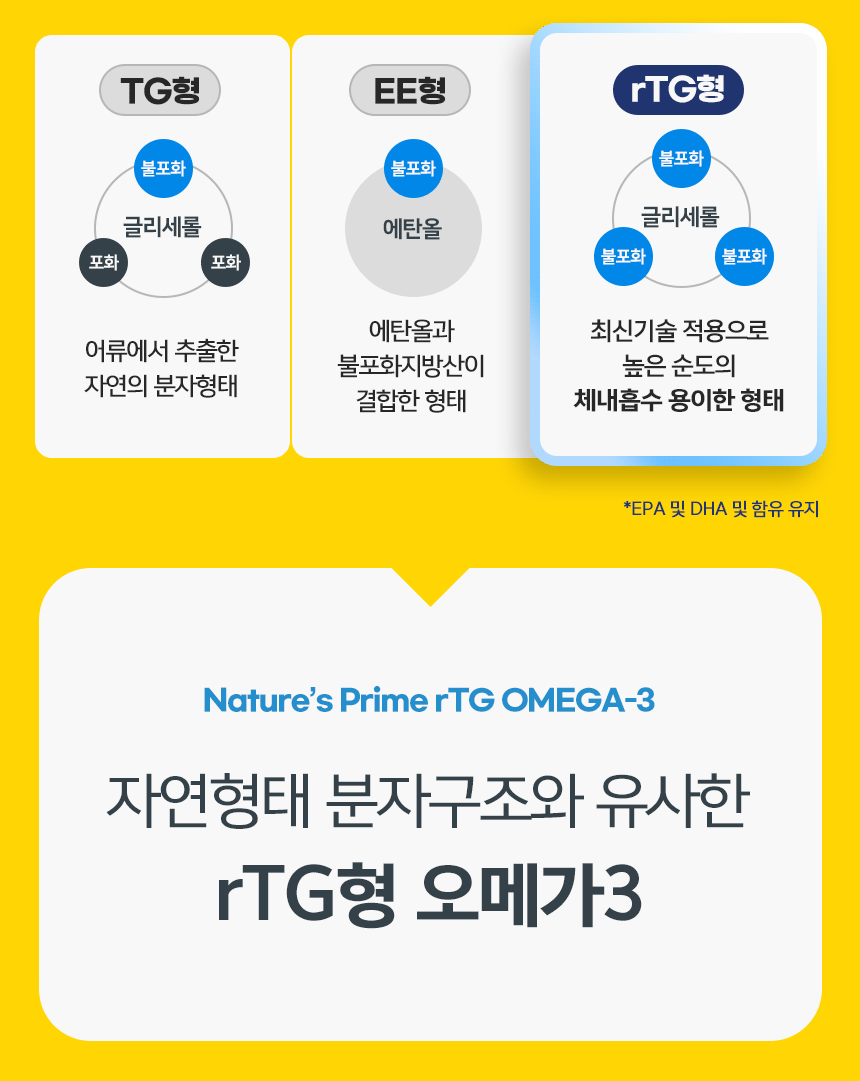 TG형
불포화
글리세롤
포화
포화
어류에서 추출한
자연의 분자형태
EE형
불포화
에탄올
에탄올과
불포화지방산이
결합한 형태
rTG형
불포화
글리세롤
불포화
불포화
최신기술 적용으로
높은 순도의
체내흡수 용이한 형태
*EPA 및 DHA 및 함유 유지
Nature's Prime rTG OMEGA-3
자연형태 분자구조와 유사한
rTG형 오메가3